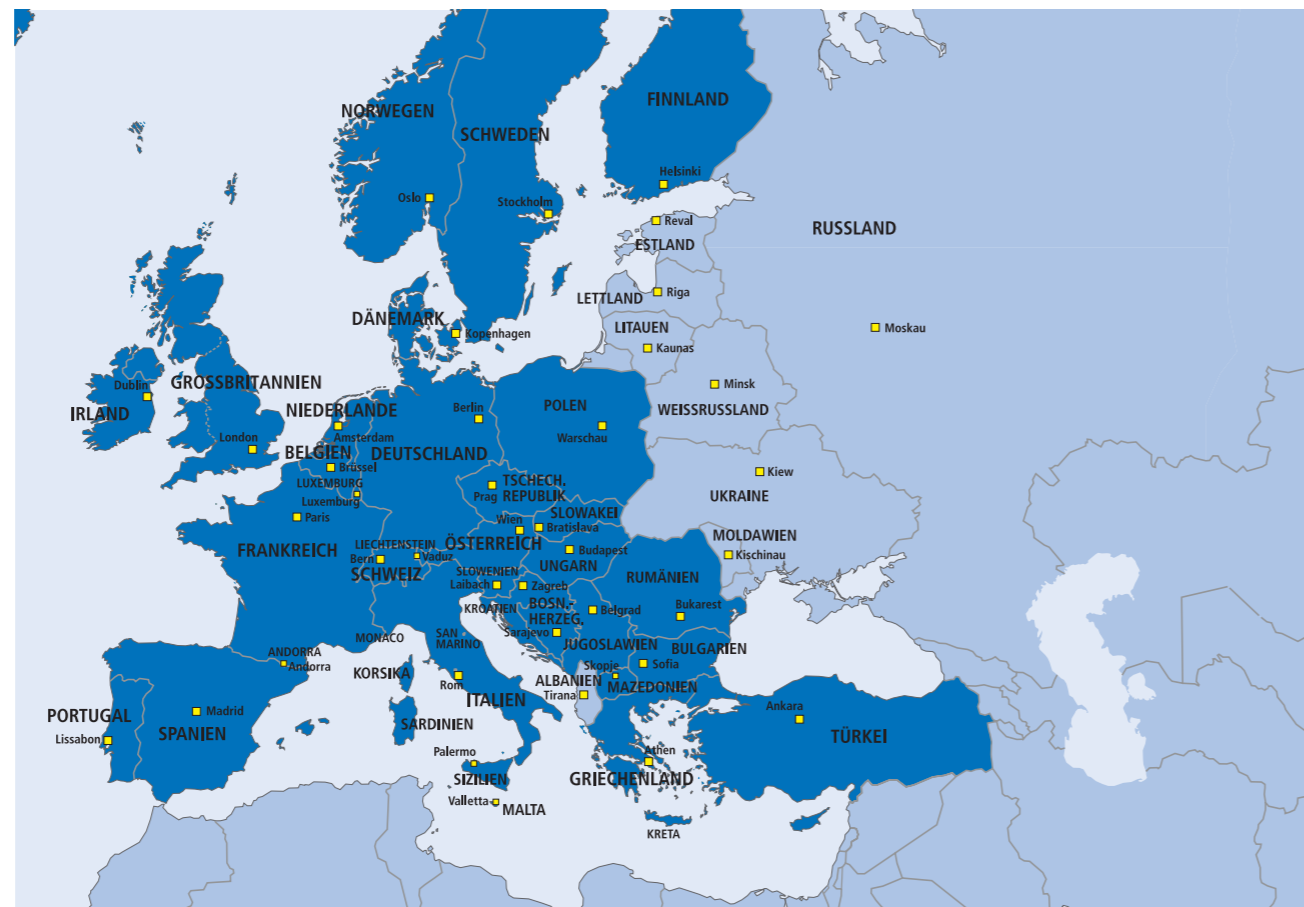 NORWEGEN
FINNLAND
SCHWEDEN
Helsinki
Oslo
Stockholm
Reval
ESTLAND
RUSSLAND
LETTLAND
Riga
DÄNEMARK
Kopenhagen
LITAUEN
Moskau
Kaunas
GROSSBRITANNIEN
Dublin
Minsk
IRLAND
NIEDERLANDE
Berlin
POLEN
WEISSRUSSLAND
London
Amsterdam
Warschau
BELGIEN
DEUTSCHLAND
Brüssel
Kiew
LUXEMBURG
TSCHECH.
REPUBLIK
Prag
UKRAINE
Luxemburg
Paris
SLOWAKEI
Wien
Bratislava
MOLDAWIEN
FRANKREICH
LIECHTENSTEIN
ÖSTERREICH
Budapest
Kischinau
Bern
Vaduz
SCHWEIZ
UNGARN
SLOWENIEN
RUMÄNIEN
Laibach
Zagreb
KROATIEN
BOSN.-
HERZEG.
Belgrad
Bukarest
MONACO
SAN
MARINO
Sarajevo
JUGOSLAWIEN
BULGARIEN
ANDORRA
Andorra
KORSIKA
Skopje
Sofia
Rom
ALBANIEN
MAZEDONIEN
Tirana
ITALIEN
PORTUGAL
Madrid
SARDINIEN
Ankara
Lissabon
SPANIEN
TÜRKEI
Palermo
Athen
SIZILIEN
GRIECHENLAND
Valletta
MALTA
KRETA